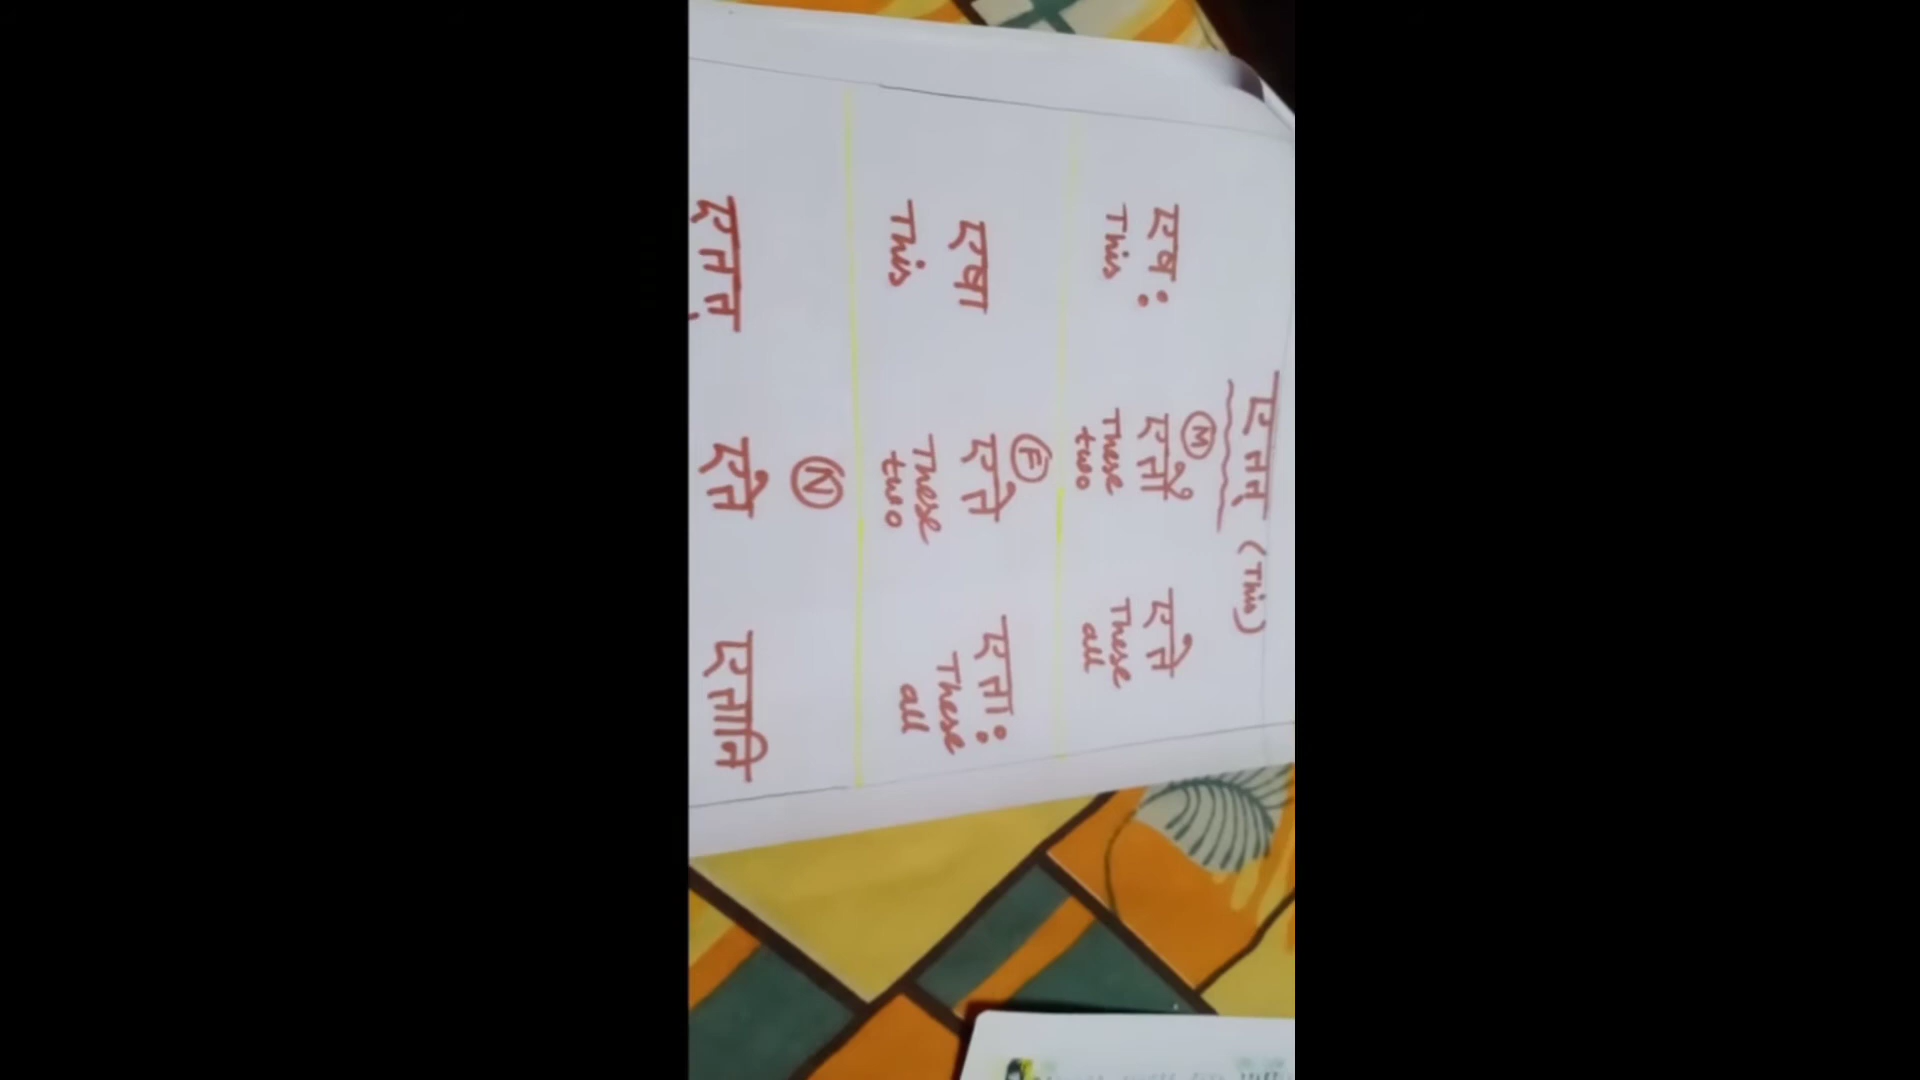 एतत् (This)
M
एषः एतौ एते
This These two These all
F
एषा एते एताः
This These two These all
N
एतत् एते एतानि